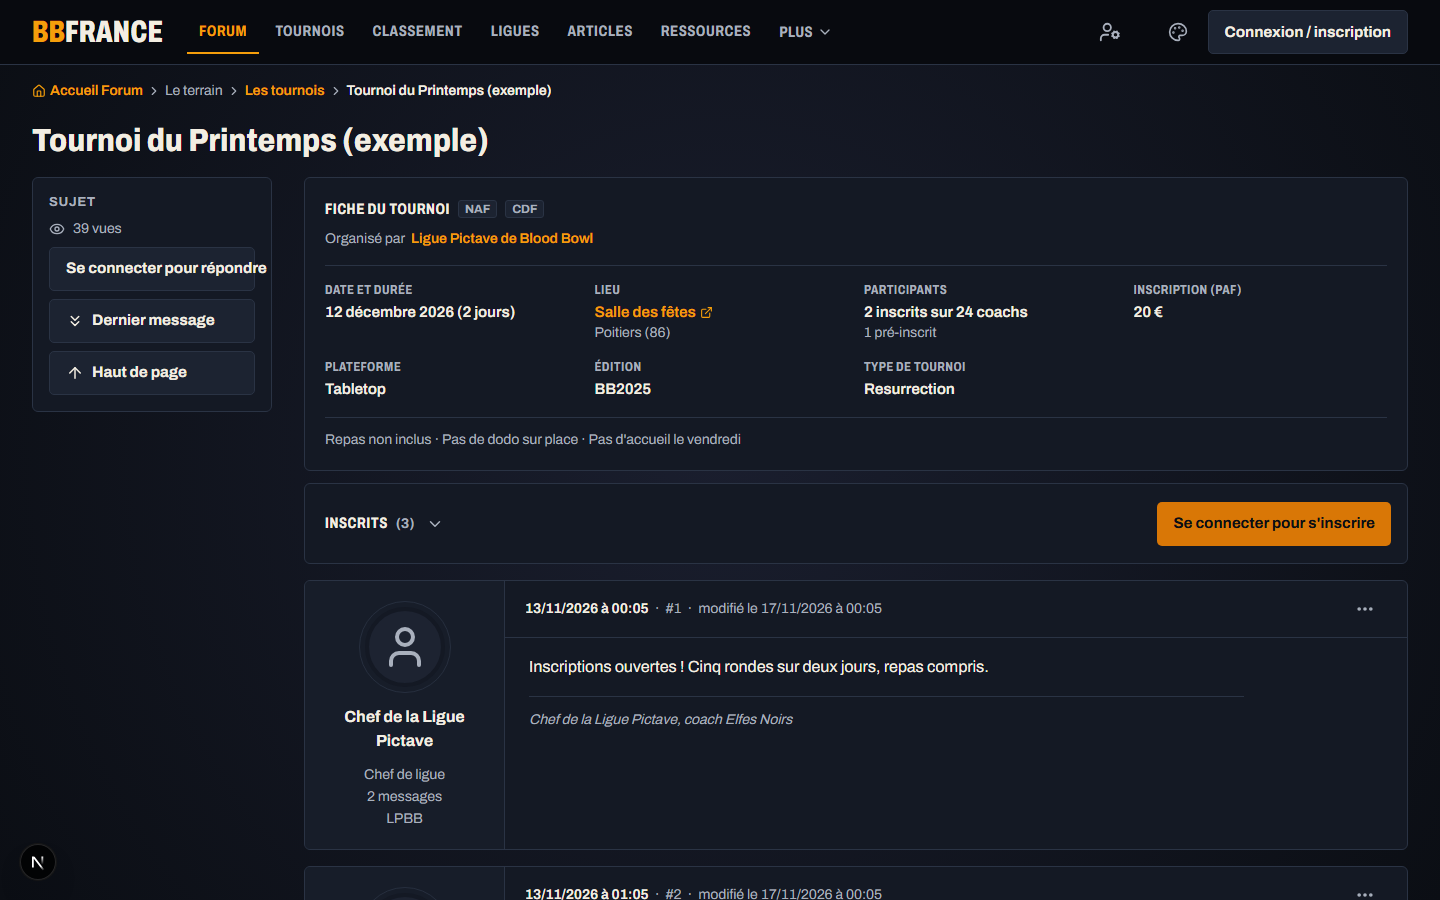 BBFRANCE FORUM TOURNOIS CLASSEMENT LIGUES ARTICLES RESSOURCES PLUS Connexion / inscription
Accueil Forum > Le terrain > Les tournois > Tournoi du Printemps (exemple)
Tournoi du Printemps (exemple)
SUJET
39 vues
Se connecter pour répondre
Dernier message
Haut de page
FICHE DU TOURNOI NAF CDF
Organisé par Ligue Pictave de Blood Bowl
DATE ET DURÉE
12 décembre 2026 (2 jours)
LIEU
Salle des fêtes
Poitiers (86)
PARTICIPANTS
2 inscrits sur 24 coachs
1 pré-inscrit
INSCRIPTION (PAF)
20 €
PLATEFORME
Tabletop
ÉDITION
BB2025
TYPE DE TOURNOI
Resurrection
Repas non inclus · Pas de dodo sur place · Pas d'accueil le vendredi
INSCRITS (3)
Se connecter pour s'inscrire
Chef de la Ligue
Pictave
Chef de ligue
2 messages
LPBB
13/11/2026 à 00:05 · #1 · modifié le 17/11/2026 à 00:05
Inscriptions ouvertes ! Cinq rondes sur deux jours, repas compris.
Chef de la Ligue Pictave, coach Elfes Noirs
13/11/2026 à 01:05 · #2 · modifié le 17/11/2026 à 00:05
N